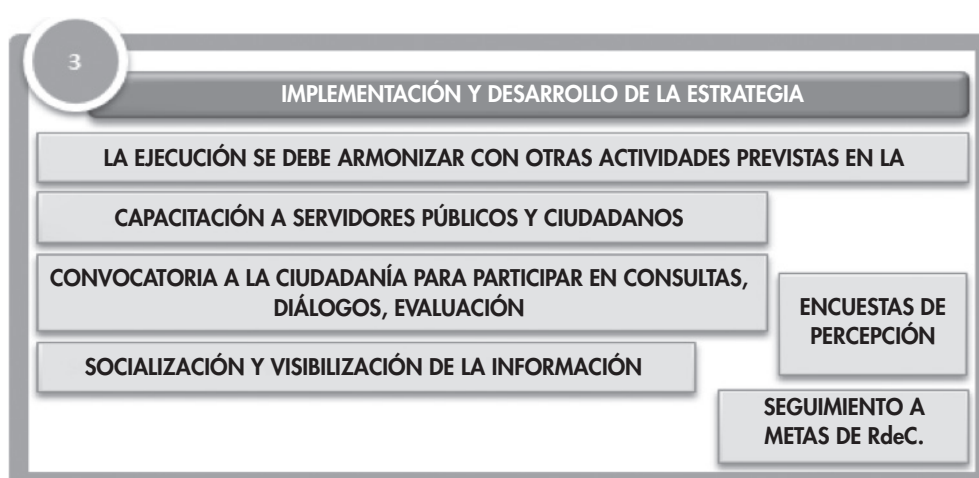 3
IMPLEMENTACIÓN Y DESARROLLO DE LA ESTRATEGIA
LA EJECUCIÓN SE DEBE ARMONIZAR CON OTRAS ACTIVIDADES PREVISTAS EN LA
CAPACITACIÓN A SERVIDORES PÚBLICOS Y CIUDADANOS
CONVOCATORIA A LA CIUDADANÍA PARA PARTICIPAR EN CONSULTAS,
DIÁLOGOS, EVALUACIÓN
ENCUESTAS DE
PERCEPCIÓN
SOCIALIZACIÓN Y VISIBILIZACIÓN DE LA INFORMACIÓN
SEGUIMIENTO A
METAS DE RdeC.